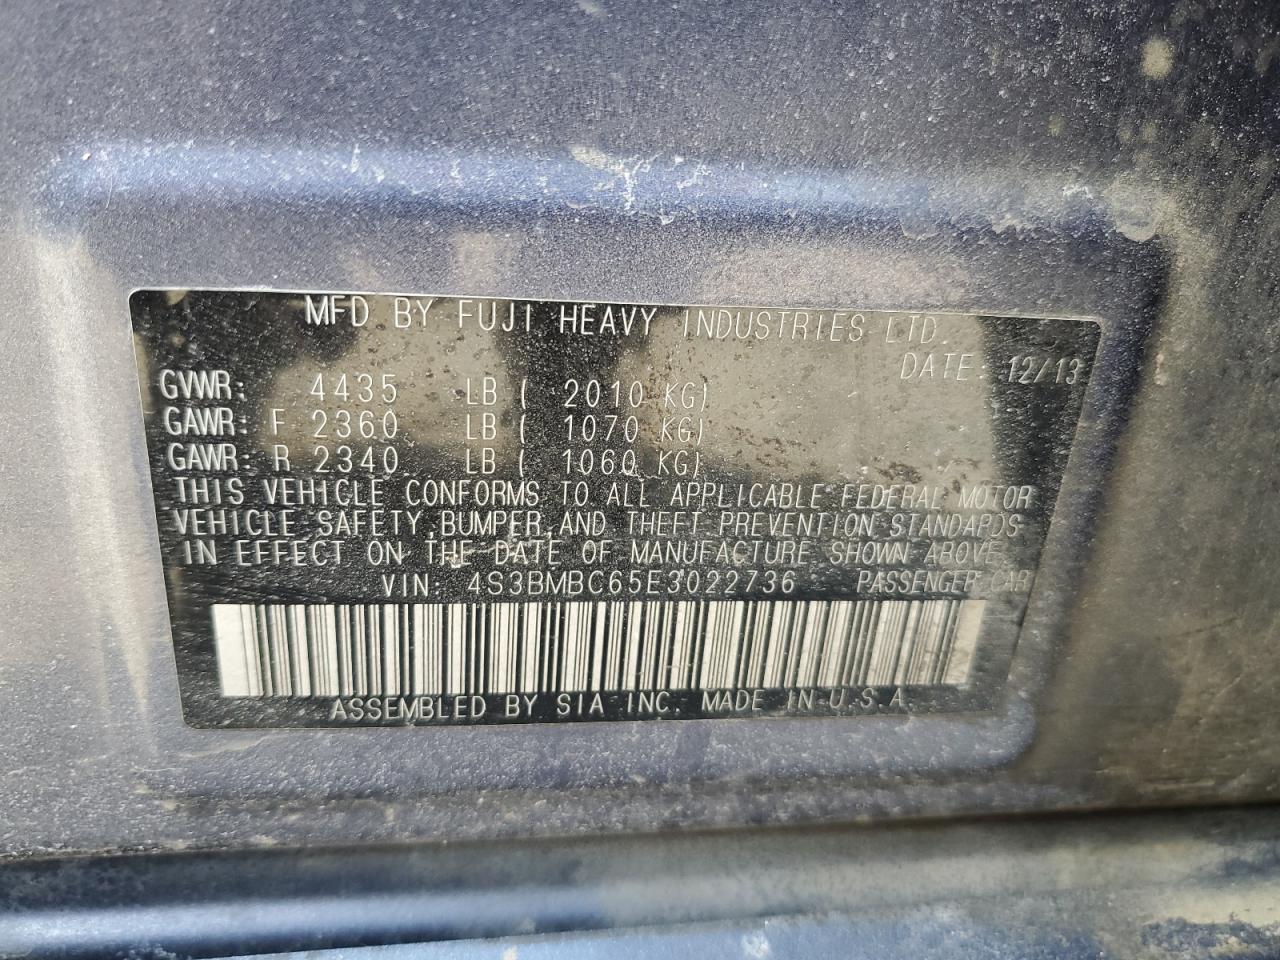 MFD BY FUJI HEAVY INDUSTRIES LTD.
DATE: 12/13
GVWR: 4435 LB ( 2010 KG)
GAWR: F 2360 LB ( 1070 KG)
GAWR: R 2340 LB ( 1060 KG)
THIS VEHICLE CONFORMS TO ALL APPLICABLE FEDERAL MOTOR
VEHICLE SAFETY,BUMPER,AND THEFT PREVENTION STANDARDS
IN EFFECT ON THE DATE OF MANUFACTURE SHOWN ABOVE.
VIN: 4S3BMBC65E3022736 PASSENGER CAR
ASSEMBLED BY SIA INC. MADE IN U.S.A.